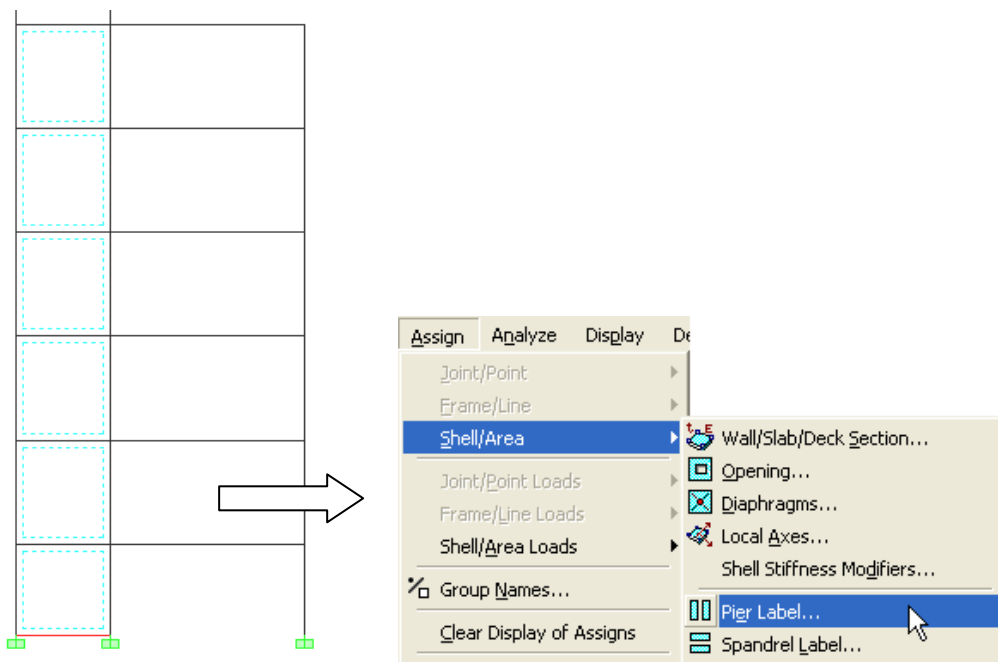 Assign Analyze Display De
Joint/Point
Frame/Line
Shell/Area
Joint/Point Loads
Frame/Line Loads
Shell/Area Loads
Group Names...
Clear Display of Assigns
Wall/Slab/Deck Section...
Opening...
Diaphragms...
Local Axes...
Shell Stiffness Modifiers...
Pier Label...
Spandrel Label...